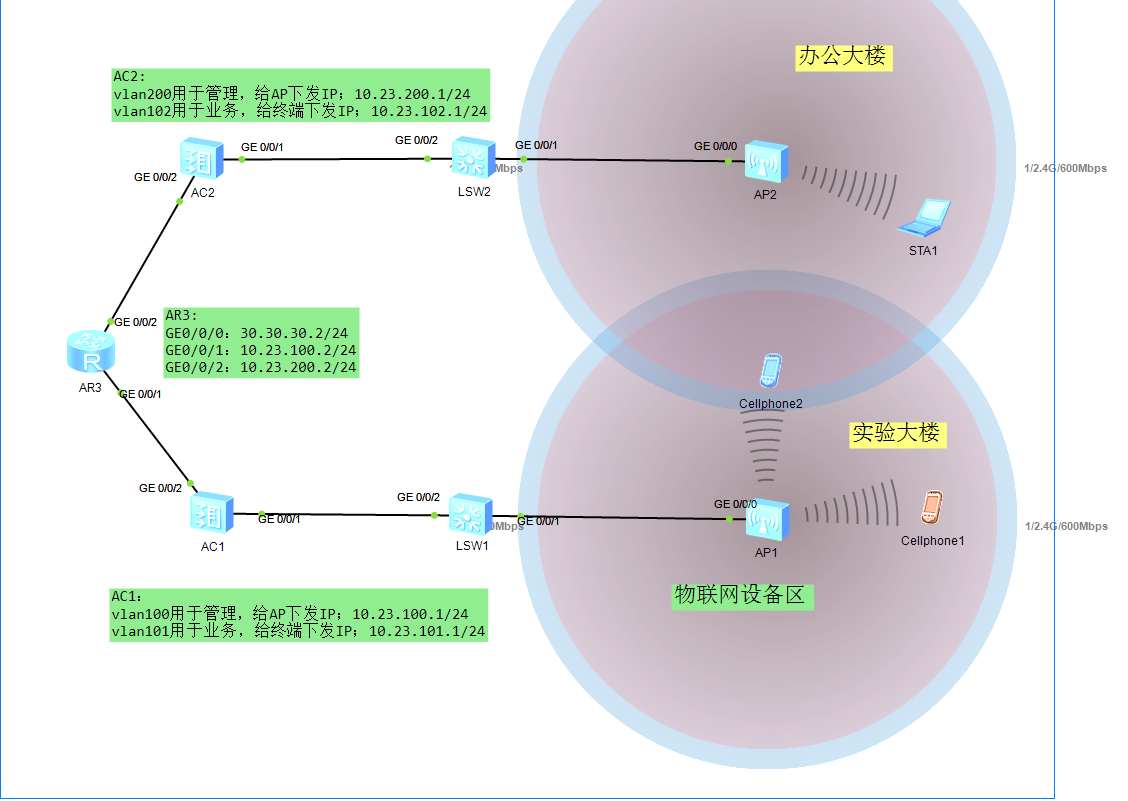 办公大楼
AC2:
vlan200用于管理，给AP下发IP；10.23.200.1/24
vlan102用于业务，给终端下发IP；10.23.102.1/24
GE 0/0/1
GE 0/0/2
GE 0/0/1
GE 0/0/0
Mbps
1/2.4G/600Mbps
GE 0/0/2
AC2
LSW2
AP2
STA1
GE 0/0/2
AR3:
GE0/0/0: 30.30.30.2/24
GE0/0/1: 10.23.100.2/24
GE0/0/2: 10.23.200.2/24
R
AR3
GE 0/0/1
Cellphone2
实验大楼
GE 0/0/2
GE 0/0/2
GE 0/0/0
GE 0/0/1
GE 0/0/1
0Mbps
1/2.4G/600Mbps
AC1
LSW1
AP1
Cellphone1
物联网设备区
AC1:
vlan100用于管理，给AP下发IP；10.23.100.1/24
vlan101用于业务，给终端下发IP；10.23.101.1/24